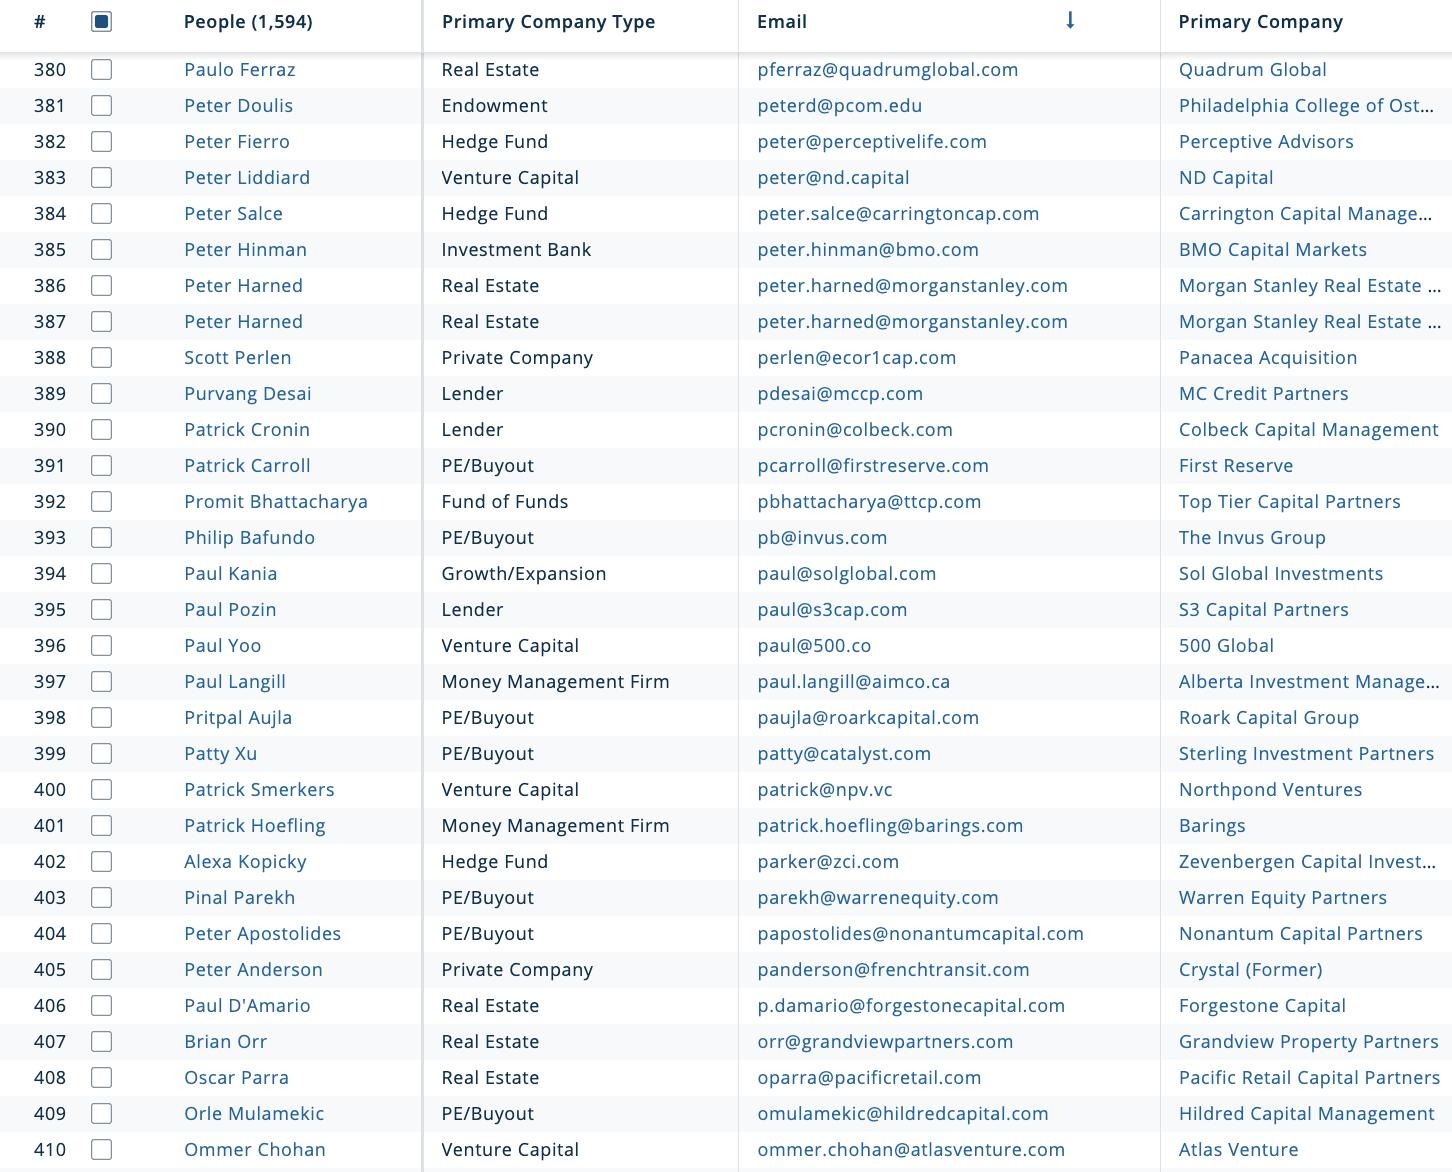 # People (1,594) Primary Company Type Email ↓ Primary Company
380 Paulo Ferraz Real Estate pferraz@quadrumglobal.com Quadrum Global
381 Peter Doulis Endowment peterd@pcom.edu Philadelphia College of Ost...
382 Peter Fierro Hedge Fund peter@perceptivelife.com Perceptive Advisors
383 Peter Liddiard Venture Capital peter@nd.capital ND Capital
384 Peter Salce Hedge Fund peter.salce@carringtoncap.com Carrington Capital Manage...
385 Peter Hinman Investment Bank peter.hinman@bmo.com BMO Capital Markets
386 Peter Harned Real Estate peter.harned@morganstanley.com Morgan Stanley Real Estate ...
387 Peter Harned Real Estate peter.harned@morganstanley.com Morgan Stanley Real Estate ...
388 Scott Perlen Private Company perlen@ecor1cap.com Panacea Acquisition
389 Purvang Desai Lender pdesai@mccp.com MC Credit Partners
390 Patrick Cronin Lender pcronin@colbeck.com Colbeck Capital Management
391 Patrick Carroll PE/Buyout pcarroll@firstreserve.com First Reserve
392 Promit Bhattacharya Fund of Funds pbhattacharya@ttcp.com Top Tier Capital Partners
393 Philip Bafundo PE/Buyout pb@invus.com The Invus Group
394 Paul Kania Growth/Expansion paul@solglobal.com Sol Global Investments
395 Paul Pozin Lender paul@s3cap.com S3 Capital Partners
396 Paul Yoo Venture Capital paul@500.co 500 Global
397 Paul Langill Money Management Firm paul.langill@aimco.ca Alberta Investment Manage...
398 Pritpal Aujla PE/Buyout paujla@roarkcapital.com Roark Capital Group
399 Patty Xu PE/Buyout patty@catalyst.com Sterling Investment Partners
400 Patrick Smerkers Venture Capital patrick@npv.vc Northpond Ventures
401 Patrick Hoefling Money Management Firm patrick.hoefling@barings.com Barings
402 Alexa Kopicky Hedge Fund parker@zci.com Zevenbergen Capital Invest...
403 Pinal Parekh PE/Buyout parekh@warrenequity.com Warren Equity Partners
404 Peter Apostolides PE/Buyout papostolides@nonantumcapital.com Nonantum Capital Partners
405 Peter Anderson Private Company panderson@frenchtransit.com Crystal (Former)
406 Paul D'Amario Real Estate p.damario@forgestonecapital.com Forgestone Capital
407 Brian Orr Real Estate orr@grandviewpartners.com Grandview Property Partners
408 Oscar Parra Real Estate oparra@pacificretail.com Pacific Retail Capital Partners
409 Orle Mulamekic PE/Buyout omulamekic@hildredcapital.com Hildred Capital Management
410 Ommer Chohan Venture Capital ommer.chohan@atlasventure.com Atlas Venture